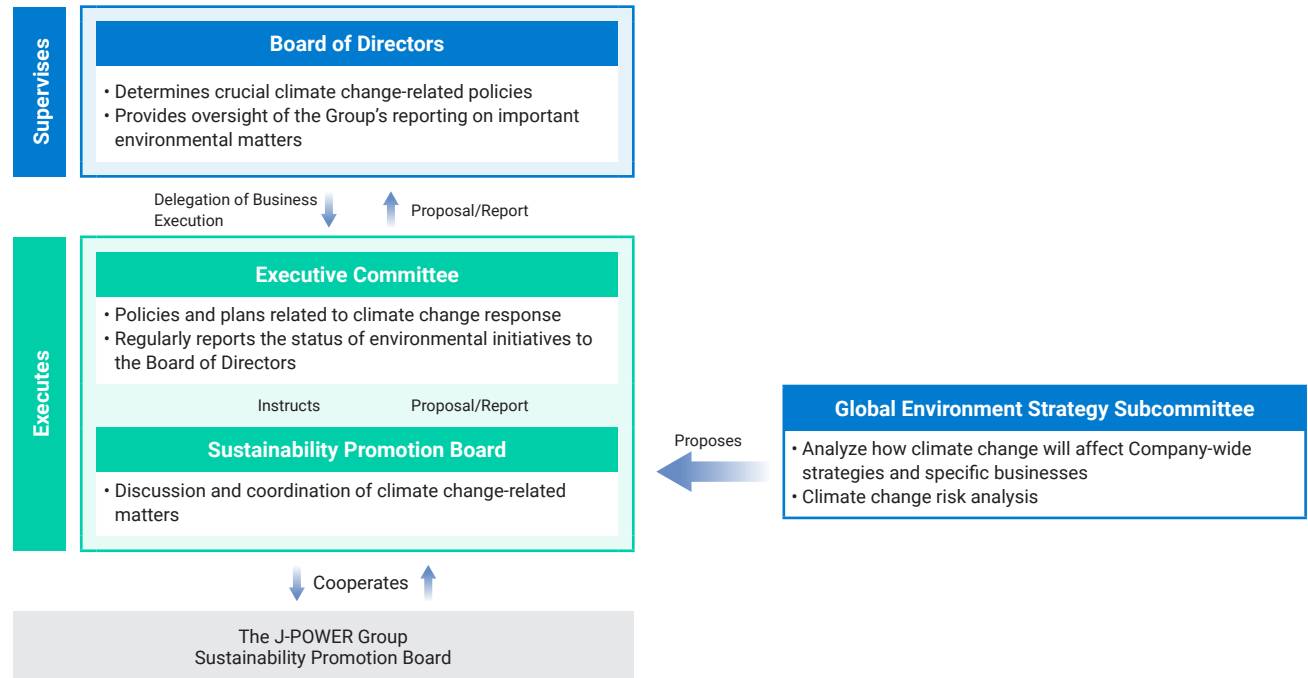 Supervises
Board of Directors
• Determines crucial climate change-related policies
• Provides oversight of the Group’s reporting on important
environmental matters
Delegation of Business
Execution
Proposal/Report
Executes
Executive Committee
• Policies and plans related to climate change response
• Regularly reports the status of environmental initiatives to
the Board of Directors
Instructs
Proposal/Report
Sustainability Promotion Board
• Discussion and coordination of climate change-related
matters
Proposes
Global Environment Strategy Subcommittee
• Analyze how climate change will affect Company-wide
strategies and specific businesses
• Climate change risk analysis
Cooperates
The J-POWER Group
Sustainability Promotion Board